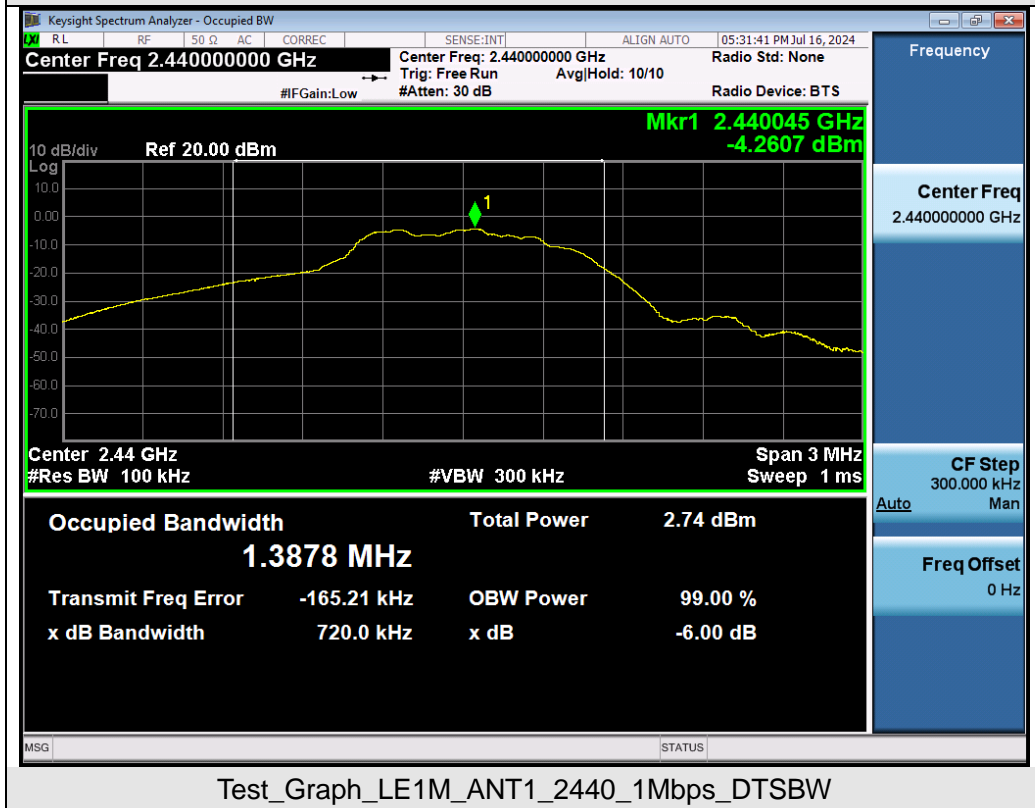 Keysight Spectrum Analyzer - Occupied BW
LXI RL RF 50 Ω AC CORREC SENSE:INT ALIGN AUTO 05:31:41 PM Jul 16, 2024
Center Freq 2.440000000 GHz
Center Freq: 2.440000000 GHz Radio Std: None
Trig: Free Run Avg|Hold: 10/10
#IFGain:Low #Atten: 30 dB Radio Device: BTS
Mkr1 2.440045 GHz
-4.2607 dBm
10 dB/div Ref 20.00 dBm
Log
10.0
0.00
-10.0
-20.0
-30.0
-40.0
-50.0
-60.0
-70.0
1
Center 2.44 GHz Span 3 MHz
#Res BW 100 kHz #VBW 300 kHz Sweep 1 ms
Occupied Bandwidth Total Power 2.74 dBm
1.3878 MHz
Transmit Freq Error -165.21 kHz OBW Power 99.00 %
x dB Bandwidth 720.0 kHz x dB -6.00 dB
Frequency
Center Freq
2.440000000 GHz
CF Step
300.000 kHz
Auto Man
Freq Offset
0 Hz
MSG STATUS
Test_Graph_LE1M_ANT1_2440_1Mbps_DTSBW